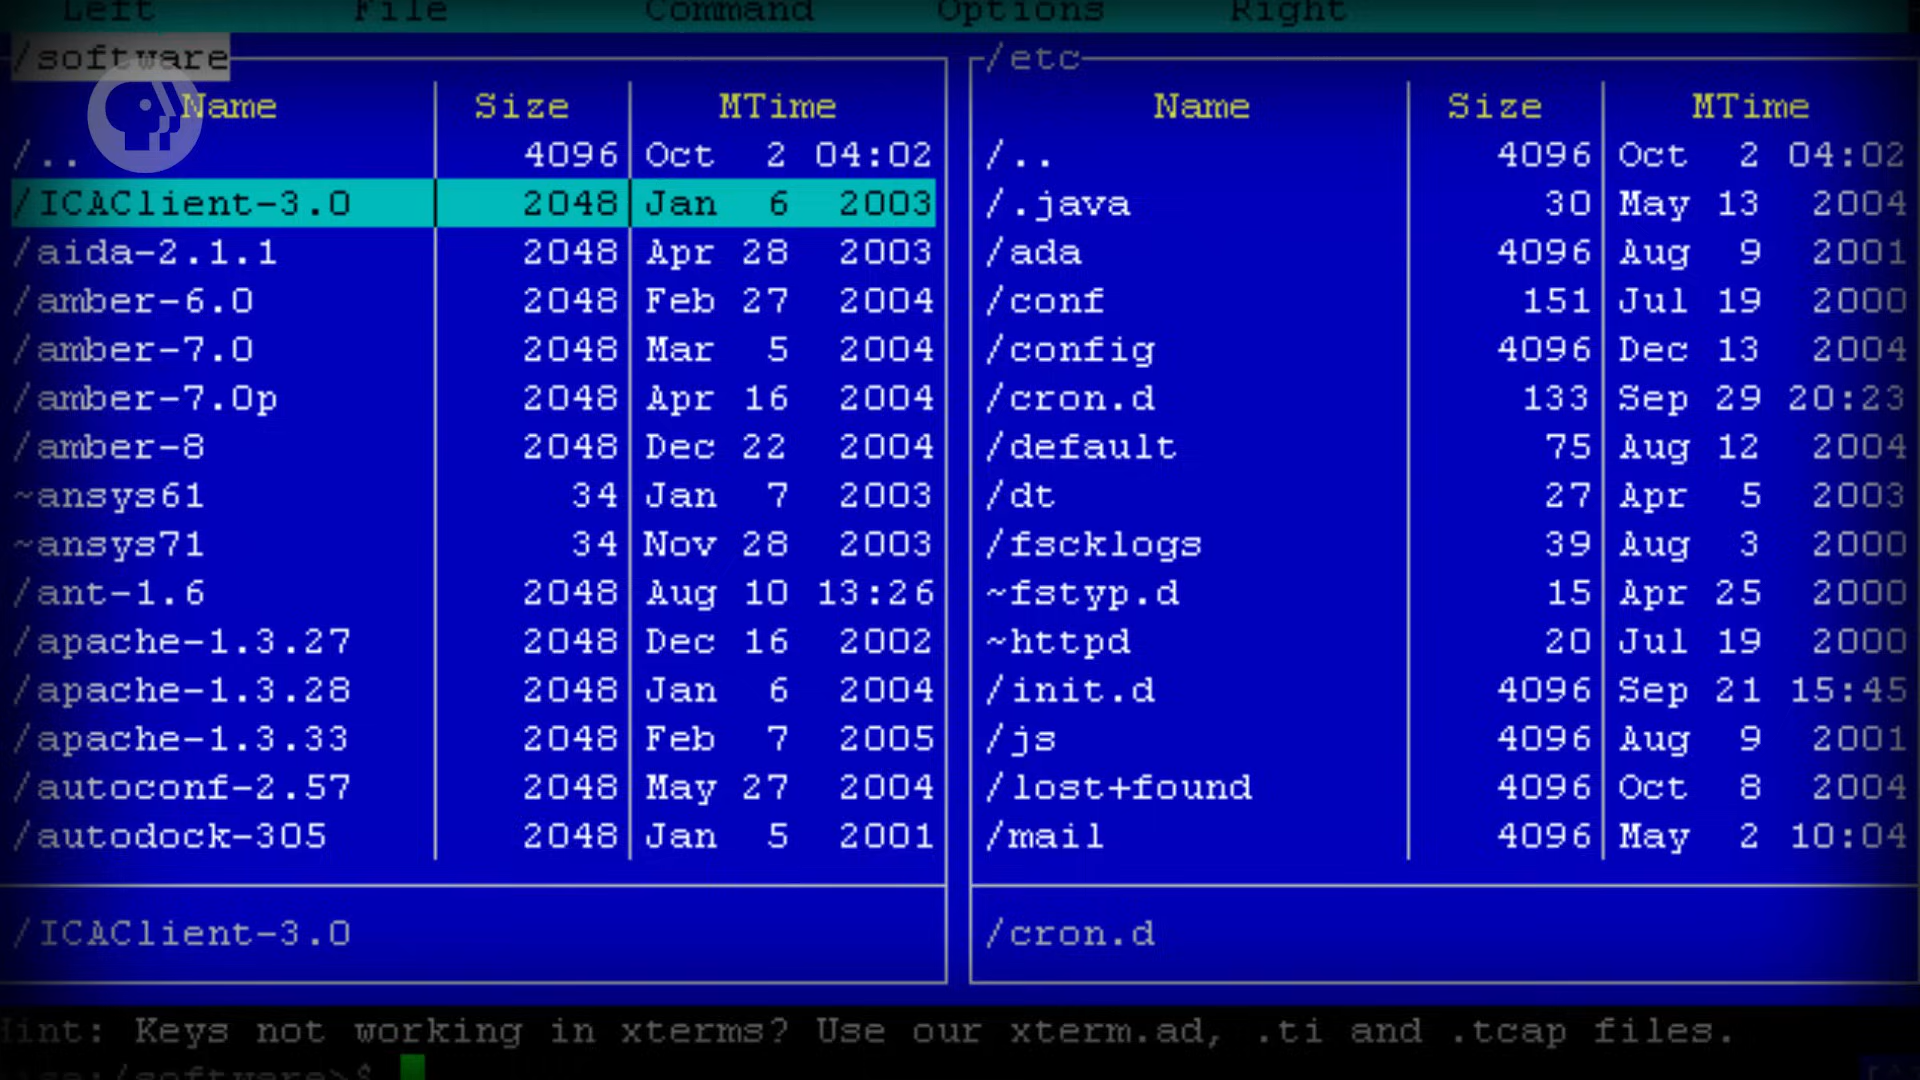 Left File Command Options Right
/software
Name Size MTime
/.. 4096 Oct 2 04:02
/ICAClient-3.0 2048 Jan 6 2003
/aida-2.1.1 2048 Apr 28 2003
/amber-6.0 2048 Feb 27 2004
/amber-7.0 2048 Mar 5 2004
/amber-7.0p 2048 Apr 16 2004
/amber-8 2048 Dec 22 2004
~ansys61 34 Jan 7 2003
~ansys71 34 Nov 28 2003
/ant-1.6 2048 Aug 10 13:26
/apache-1.3.27 2048 Dec 16 2002
/apache-1.3.28 2048 Jan 6 2004
/apache-1.3.33 2048 Feb 7 2005
/autoconf-2.57 2048 May 27 2004
/autodock-305 2048 Jan 5 2001
/ICAClient-3.0
/etc
Name Size MTime
/.. 4096 Oct 2 04:02
/.java 30 May 13 2004
/ada 4096 Aug 9 2001
/conf 151 Jul 19 2000
/config 4096 Dec 13 2004
/cron.d 133 Sep 29 20:23
/default 75 Aug 12 2004
/dt 27 Apr 5 2003
/fscklogs 39 Aug 3 2000
~fstyp.d 15 Apr 25 2000
~httpd 20 Jul 19 2000
/init.d 4096 Sep 21 15:45
/js 4096 Aug 9 2001
/lost+found 4096 Oct 8 2004
/mail 4096 May 2 10:04
/cron.d
Hint: Keys not working in xterms? Use our xterm.ad, .ti and .tcap files.
:/software>$